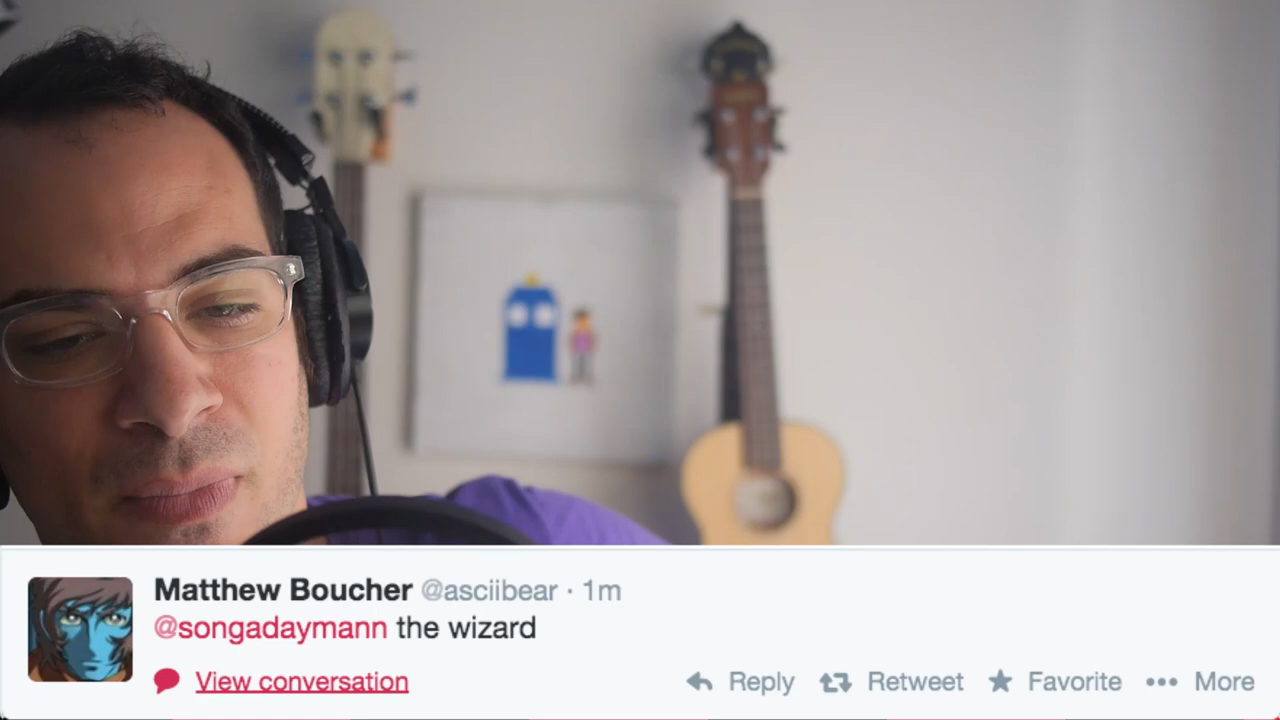 Matthew Boucher @asciibear · 1m
@songadaymann the wizard
View conversation Reply Retweet Favorite ••• More